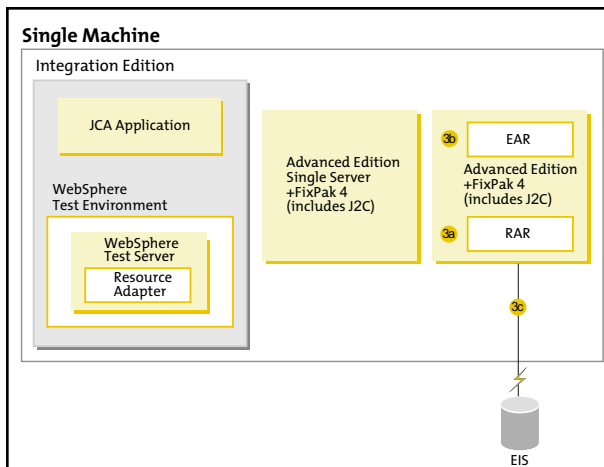 Single Machine
Integration Edition
JCA Application
WebSphere
Test Environment
WebSphere
Test Server
Resource
Adapter
Advanced Edition
Single Server
+FixPak 4
(includes J2C)
3b
EAR
Advanced Edition
+FixPak 4
(includes J2C)
3a
RAR
3c
EIS